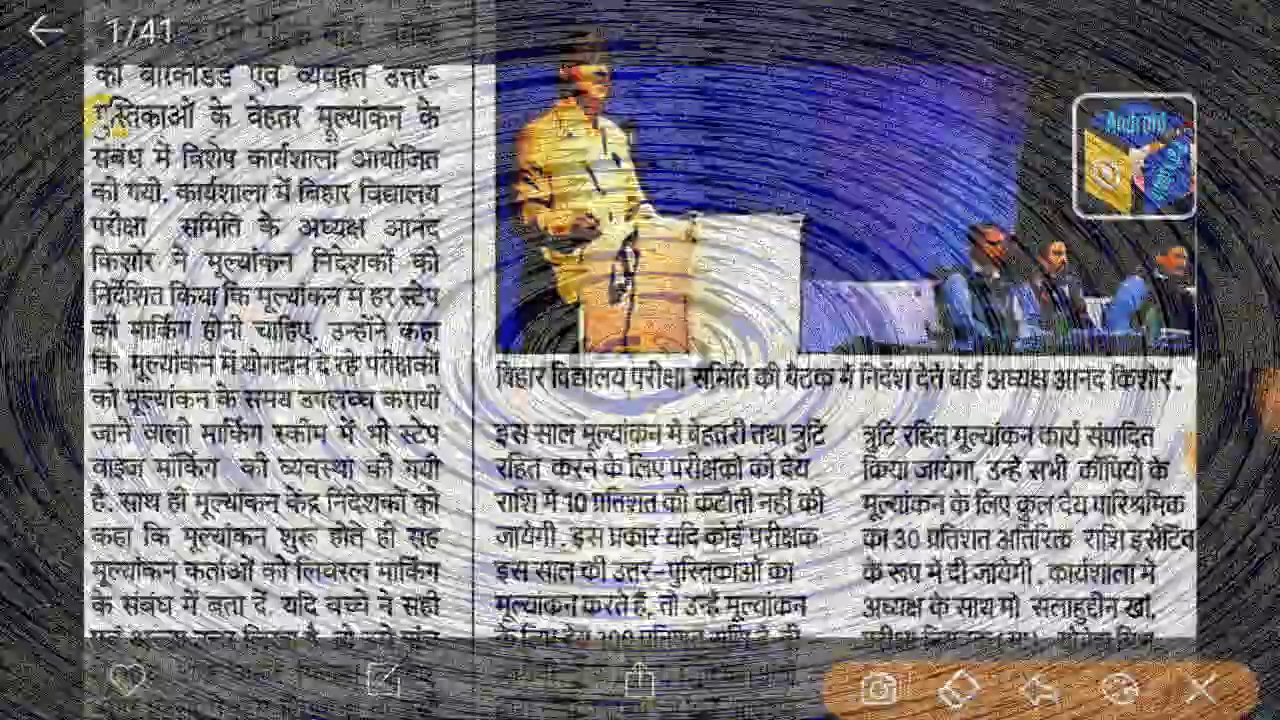 1/41
को बारकोडेड एवं व्यवहृत उत्तर-
पुस्तिकाओं के बेहतर मूल्यांकन के
संबंध में विशेष कार्यशाला आयोजित
की गयी. कार्यशाला में बिहार विद्यालय
परीक्षा समिति के अध्यक्ष आनंद
किशोर ने मूल्यांकन निदेशकों को
निर्देशित किया कि मूल्यांकन में हर स्टेप
की मार्किंग होनी चाहिए. उन्होंने कहा
कि मूल्यांकन में योगदान दे रहे परीक्षकों
को मूल्यांकन के समय उपलब्ध करायी
जाने वाली मार्किंग स्कीम में भी स्टेप
वाइज मार्किंग की व्यवस्था की गयी
है. साथ ही मूल्यांकन केंद्र निदेशकों को
कहा कि मूल्यांकन शुरू होते ही सह
मूल्यांकन कर्ताओं को लिबरल मार्किंग
के संबंध में बता दें. यदि बच्चे ने सही
बिहार विद्यालय परीक्षा समिति की बैठक में निर्देश देते बोर्ड अध्यक्ष आनंद किशोर.
इस साल मूल्यांकन में बेहतरी तथा त्रुटि
रहित करने के लिए परीक्षकों को देय
राशि में 10 प्रतिशत की कटौती नहीं की
जायेगी. इस प्रकार यदि कोई परीक्षक
इस साल की उत्तर-पुस्तिकाओं का
मूल्यांकन करते हैं, तो उन्हें मूल्यांकन
के लिए देय 100 प्रतिशत राशि दे दी
त्रुटि रहित मूल्यांकन कार्य संपादित
किया जायेगा, उन्हें सभी कॉपियों के
मूल्यांकन के लिए कुल देय पारिश्रमिक
का 30 प्रतिशत अतिरिक्त राशि इंसेंटिव
के रूप में दी जायेगी. कार्यशाला में
अध्यक्ष के साथ मो. सलाहुद्दीन खां,
Android